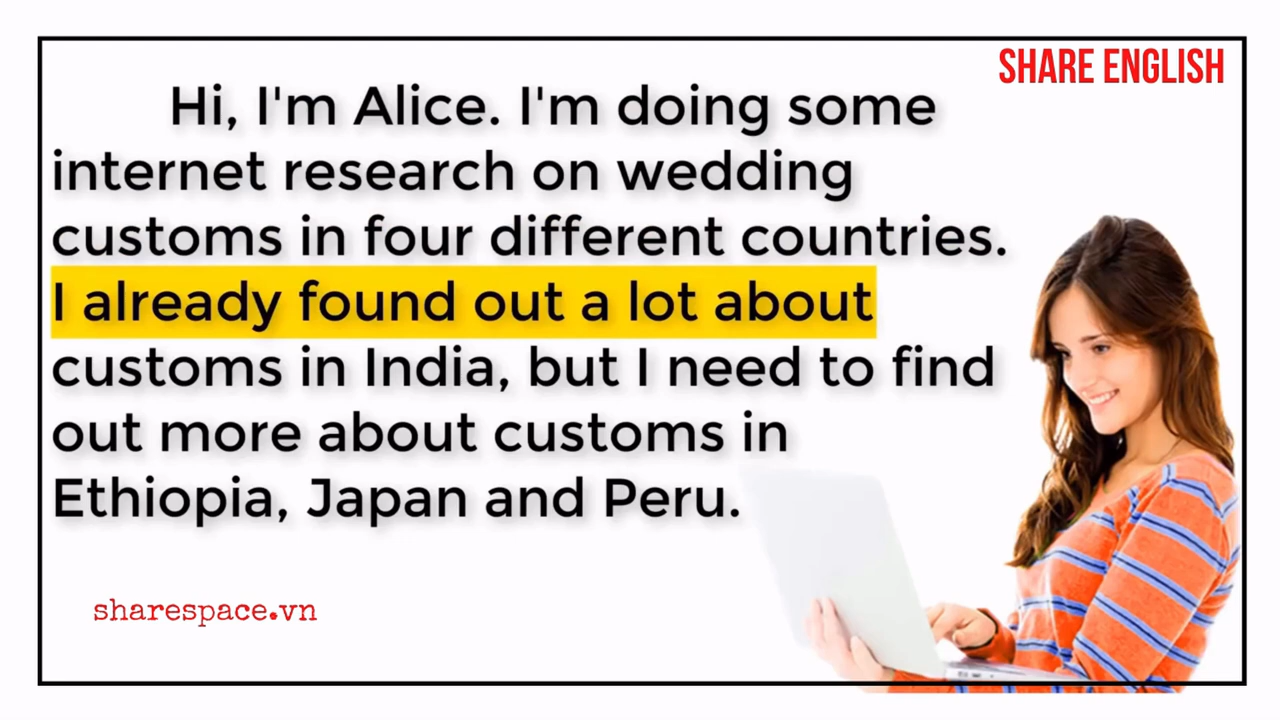 SHARE ENGLISH
Hi, I'm Alice. I'm doing some
internet research on wedding
customs in four different countries.
I already found out a lot about
customs in India, but I need to find
out more about customs in
Ethiopia, Japan and Peru.
sharespace.vn